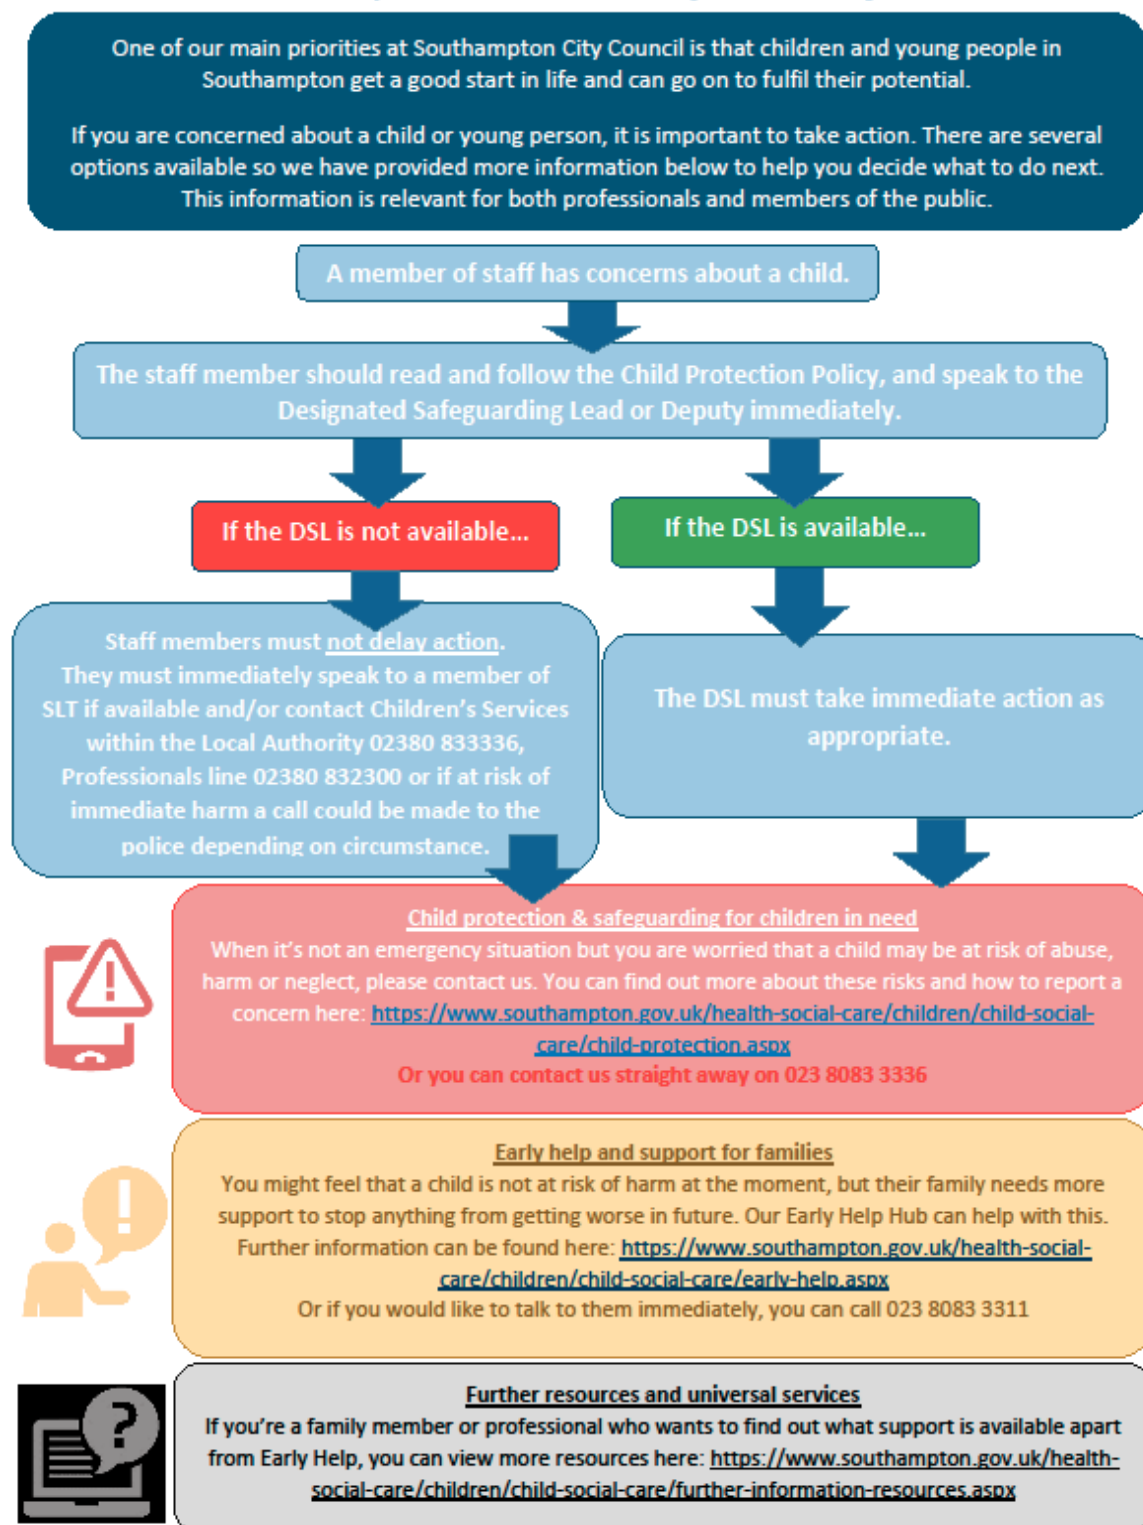 One of our main priorities at Southampton City Council is that children and young people in
Southampton get a good start in life and can go on to fulfil their potential.
If you are concerned about a child or young person, it is important to take action. There are several
options available so we have provided more information below to help you decide what to do next.
This information is relevant for both professionals and members of the public.
A member of staff has concerns about a child.
The staff member should read and follow the Child Protection Policy, and speak to the
Designated Safeguarding Lead or Deputy immediately.
If the DSL is not available...
If the DSL is available...
Staff members must not delay action.
They must immediately speak to a member of
SLT if available and/or contact Children's Services
within the Local Authority 02380 833336,
Professionals line 02380 832300 or if at risk of
immediate harm a call could be made to the
police depending on circumstance.
The DSL must take immediate action as
appropriate.
Child protection & safeguarding for children in need
When it's not an emergency situation but you are worried that a child may be at risk of abuse,
harm or neglect, please contact us. You can find out more about these risks and how to report a
concern here: https://www.southampton.gov.uk/health-social-care/children/child-social-
care/child-protection.aspx
Or you can contact us straight away on 023 8083 3336
Early help and support for families
You might feel that a child is not at risk of harm at the moment, but their family needs more
support to stop anything from getting worse in future. Our Early Help Hub can help with this.
Further information can be found here: https://www.southampton.gov.uk/health-social-
care/children/child-social-care/early-help.aspx
Or if you would like to talk to them immediately, you can call 023 8083 3311
Further resources and universal services
If you're a family member or professional who wants to find out what support is available apart
from Early Help, you can view more resources here: https://www.southampton.gov.uk/health-
social-care/children/child-social-care/further-information-resources.aspx